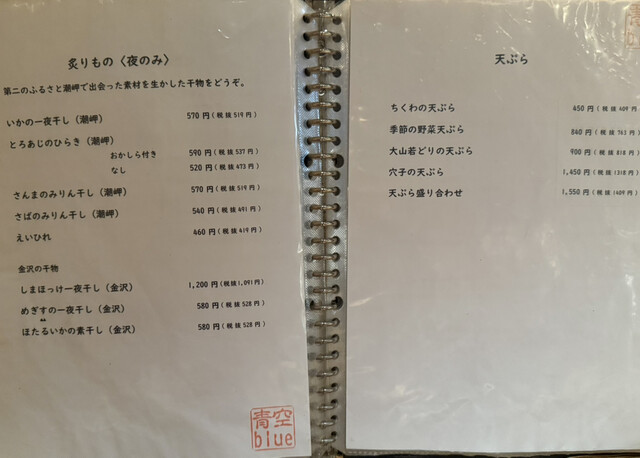 炙りもの〈夜のみ〉
第二のふるさと潮岬で出会った素材を生かした干物をどうぞ。
いかの一夜干し（潮岬） 570円（税抜519円）
とろあじのひらき（潮岬）
おかしら付き 590円（税抜537円）
なし 520円（税抜473円）
さんまのみりん干し（潮岬） 570円（税抜519円）
さばのみりん干し（潮岬） 540円（税抜491円）
えいひれ 460円（税抜419円）
金沢の干物
しまほっけ一夜干し（金沢） 1,200円（税抜1,091円）
めぎすの一夜干し（金沢） 580円（税抜528円）
ほたるいかの素干し（金沢） 580円（税抜528円）
青空
blue
青
天ぷら
ちくわの天ぷら 450円（税抜409円）
季節の野菜天ぷら 840円（税抜763円）
大山若どりの天ぷら 900円（税抜818円）
穴子の天ぷら 1,450円（税抜1318円）
天ぷら盛り合わせ 1,550円（税抜1409円）